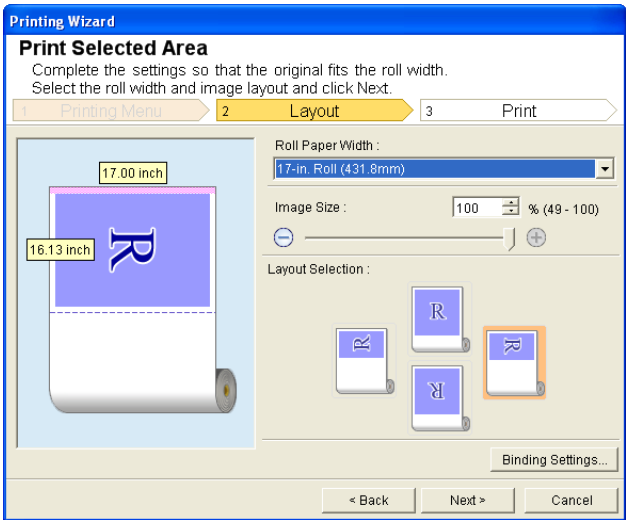 Printing Wizard
Print Selected Area
Complete the settings so that the original fits the roll width.
Select the roll width and image layout and click Next.
1 Printing Menu 2 Layout 3 Print
Roll Paper Width :
17-in. Roll (431.8mm)
17.00 inch
Image Size : 100 % (49 - 100)
16.13 inch
R
Layout Selection :
R
R
R
R
Binding Settings...
< Back Next > Cancel